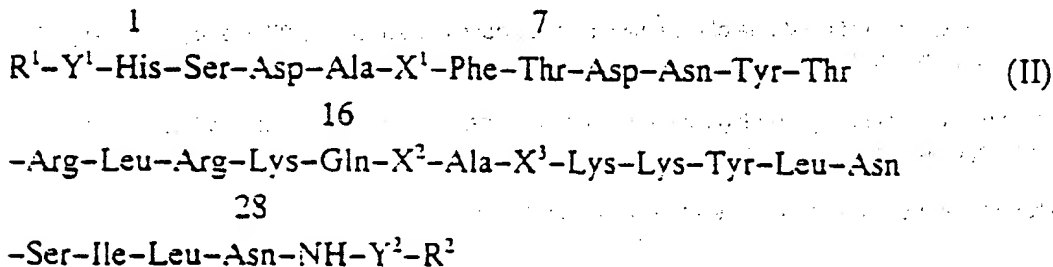 1 7
R¹–Y¹–His–Ser–Asp–Ala–X¹–Phe–Thr–Asp–Asn–Tyr–Thr (II)
16
–Arg–Leu–Arg–Lys–Gln–X²–Ala–X³–Lys–Lys–Tyr–Leu–Asn
28
–Ser–Ile–Leu–Asn–NH–Y²–R²